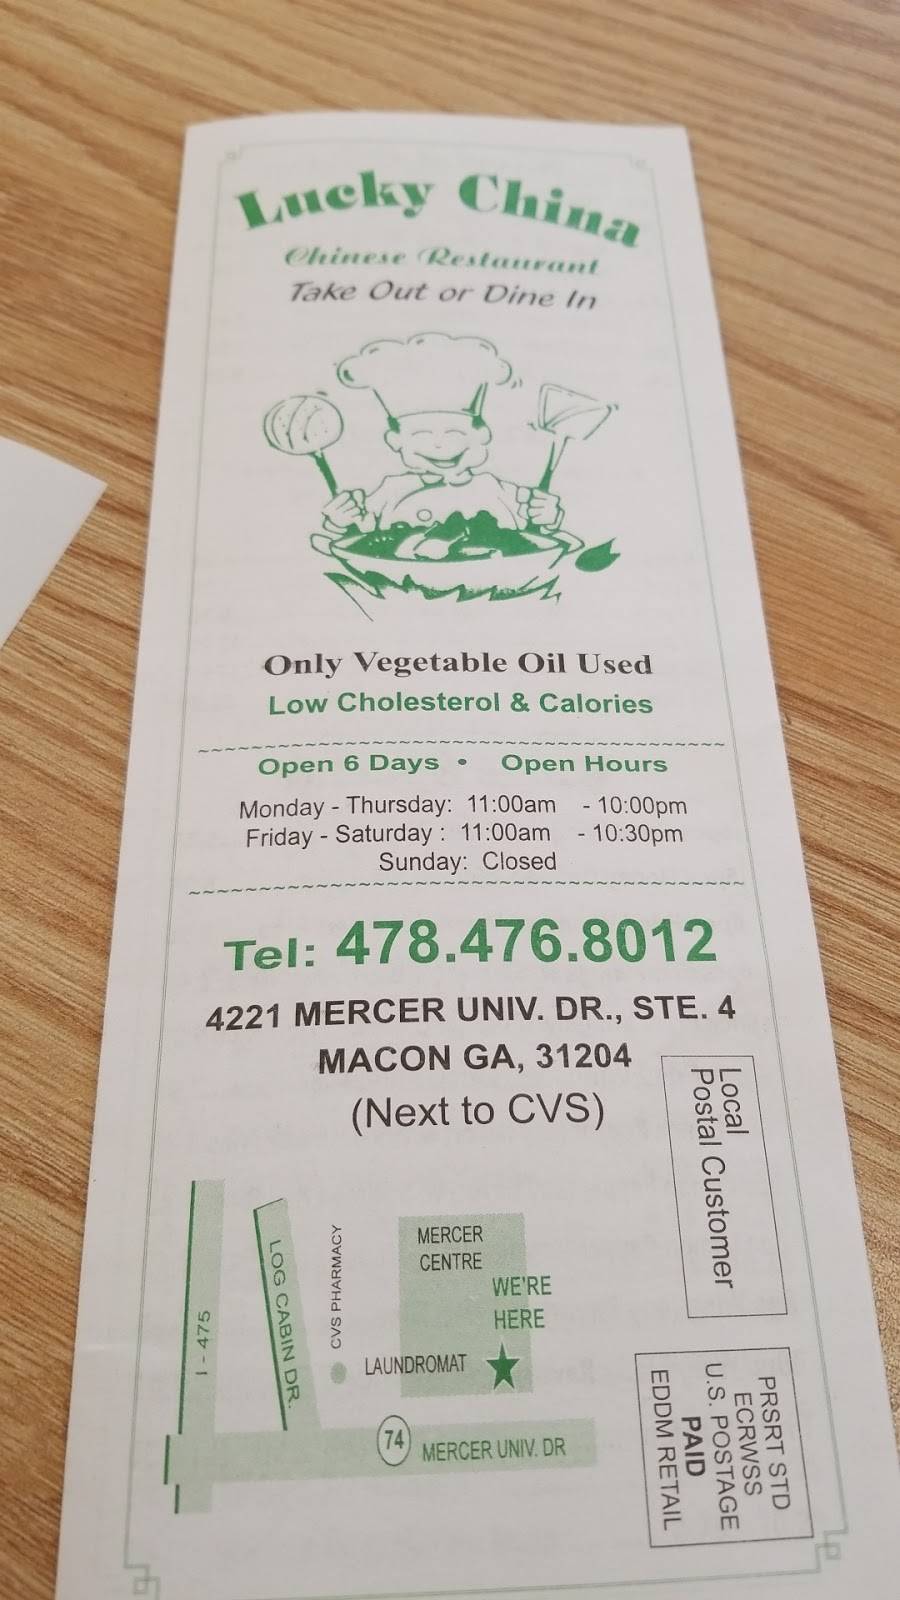 Lucky China
Chinese Restaurant
Take Out or Dine In
Only Vegetable Oil Used
Low Cholesterol & Calories
Open 6 Days • Open Hours
Monday - Thursday: 11:00am - 10:00pm
Friday - Saturday : 11:00am - 10:30pm
Sunday: Closed
Tel: 478.476.8012
4221 MERCER UNIV. DR., STE. 4
MACON GA, 31204
(Next to CVS)
Local
Postal Customer
I - 475
LOG CABIN DR.
CVS PHARMACY
MERCER
CENTRE
WE'RE
HERE
LAUNDROMAT
74 MERCER UNIV. DR
PRSRT STD
ECRWSS
U.S. POSTAGE
PAID
EDDM RETAIL